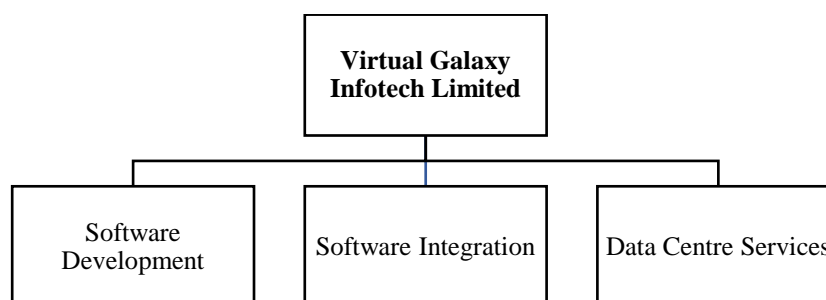 Virtual Galaxy
Infotech Limited
Software
Development
Software Integration
Data Centre Services